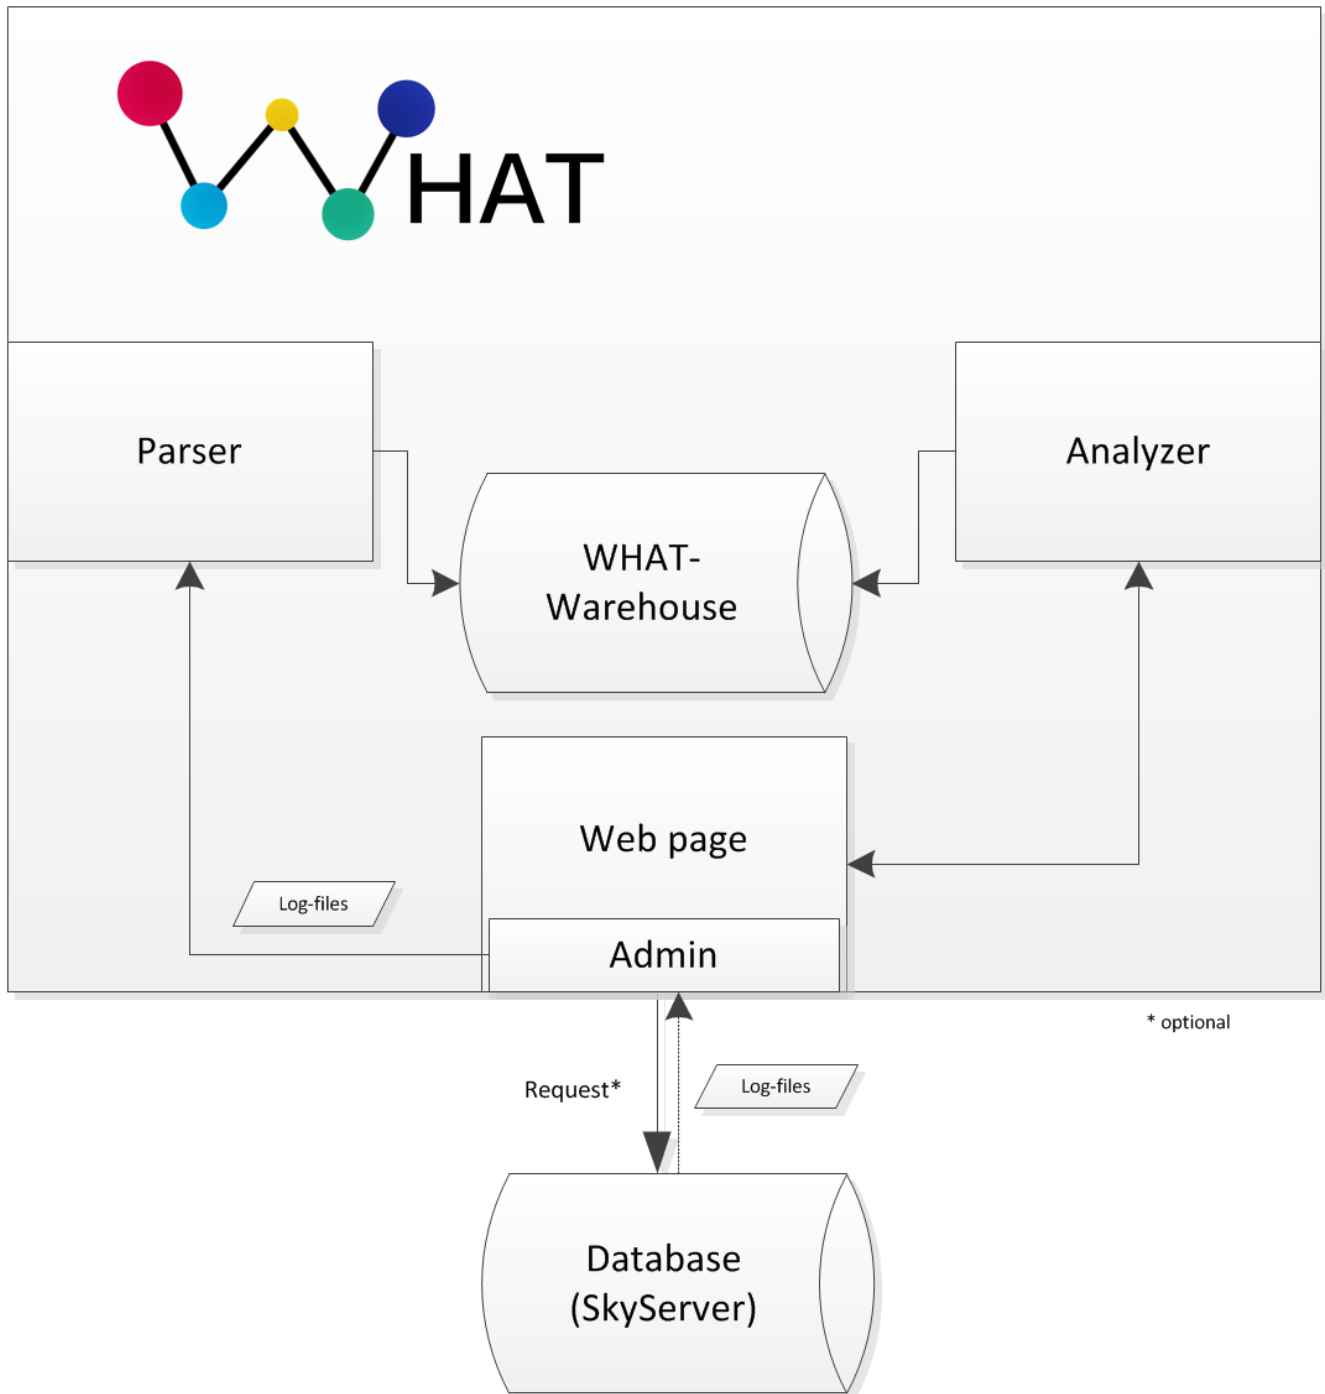 WHAT
Parser
Analyzer
WHAT-
Warehouse
Web page
Log-files
Admin
* optional
Request*
Log-files
Database
(SkyServer)